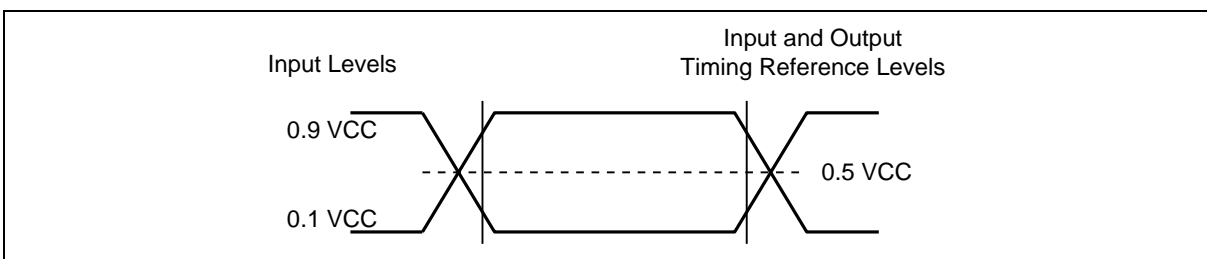 Input Levels
Input and Output
Timing Reference Levels
0.9 VCC
0.5 VCC
0.1 VCC